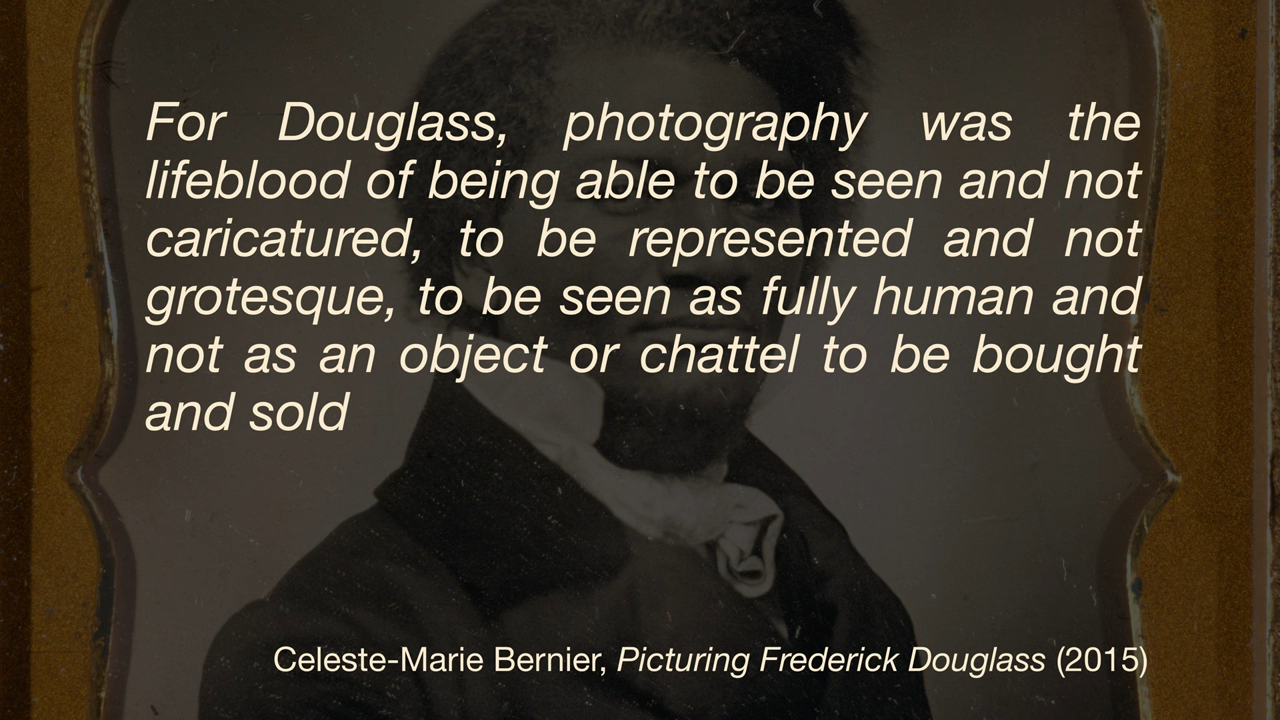 For Douglass, photography was the
lifeblood of being able to be seen and not
caricatured, to be represented and not
grotesque, to be seen as fully human and
not as an object or chattel to be bought
and sold
Celeste-Marie Bernier, Picturing Frederick Douglass (2015)